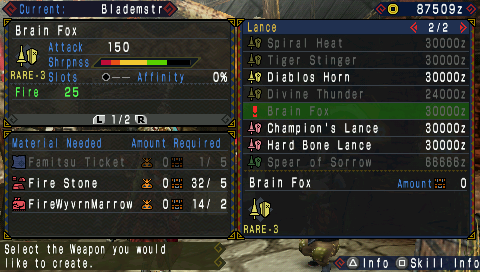 Current: Blademstr
87509z
Brain Fox
Attack 150
Shrpnss
RARE-3 Slots --- Affinity 0%
Fire 25
L 1/2 R
Material Needed Amount Required
Famitsu Ticket 0 1/ 5
Fire Stone 0 32/ 5
FireWyvrnMarrow 0 14/ 2
Select the Weapon you would
like to create.
Lance 2/2
Spiral Heat 30000z
Tiger Stinger 30000z
Diablos Horn 30000z
Divine Thunder 24000z
Brain Fox 30000z
Champion's Lance 30000z
Hard Bone Lance 30000z
Spear of Sorrow 66666z
Brain Fox Amount 0
RARE-3
Info Skill Info